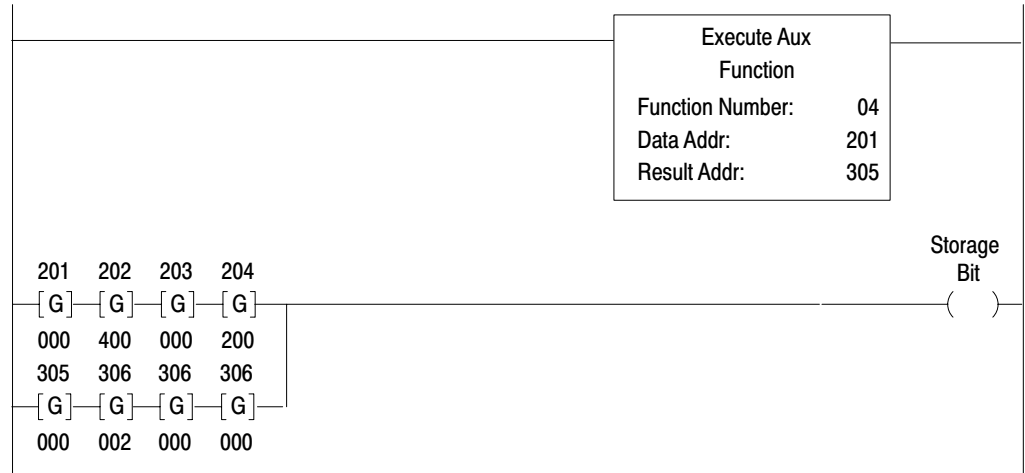 Execute Aux
Function
Function Number: 04
Data Addr: 201
Result Addr: 305
Storage
Bit
201 202 203 204
[ G ] [ G ] [ G ] [ G ] ( )
000 400 000 200
305 306 306 306
[ G ] [ G ] [ G ] [ G ]
000 002 000 000